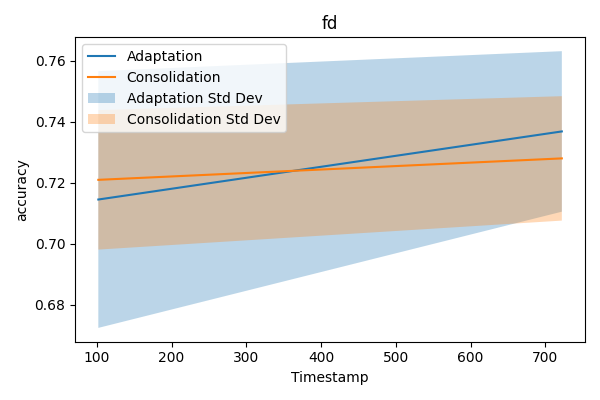 fd
Adaptation
Consolidation
Adaptation Std Dev
Consolidation Std Dev
accuracy
0.76
0.74
0.72
0.70
0.68
100 200 300 400 500 600 700
Timestamp